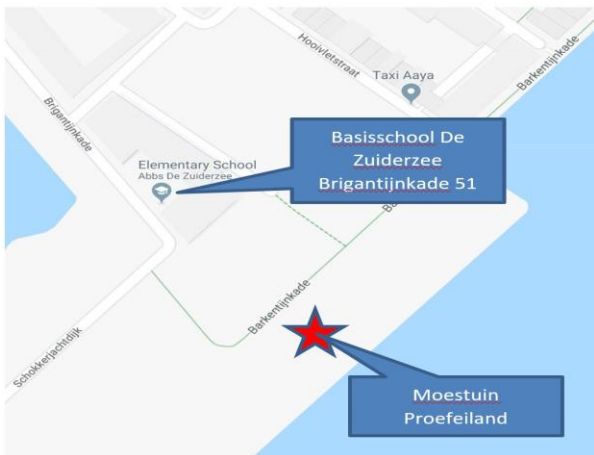 Hooivletstraat
Taxi Aaya
Barkentijnkade
Brigantijnkade
Basisschool De
Zuiderzee
Brigantijnkade 51
Elementary School
Abbs De Zuiderzee
Ba
Barkentijnkade
Schokkerjachtdijk
Moestuin
Proefeiland